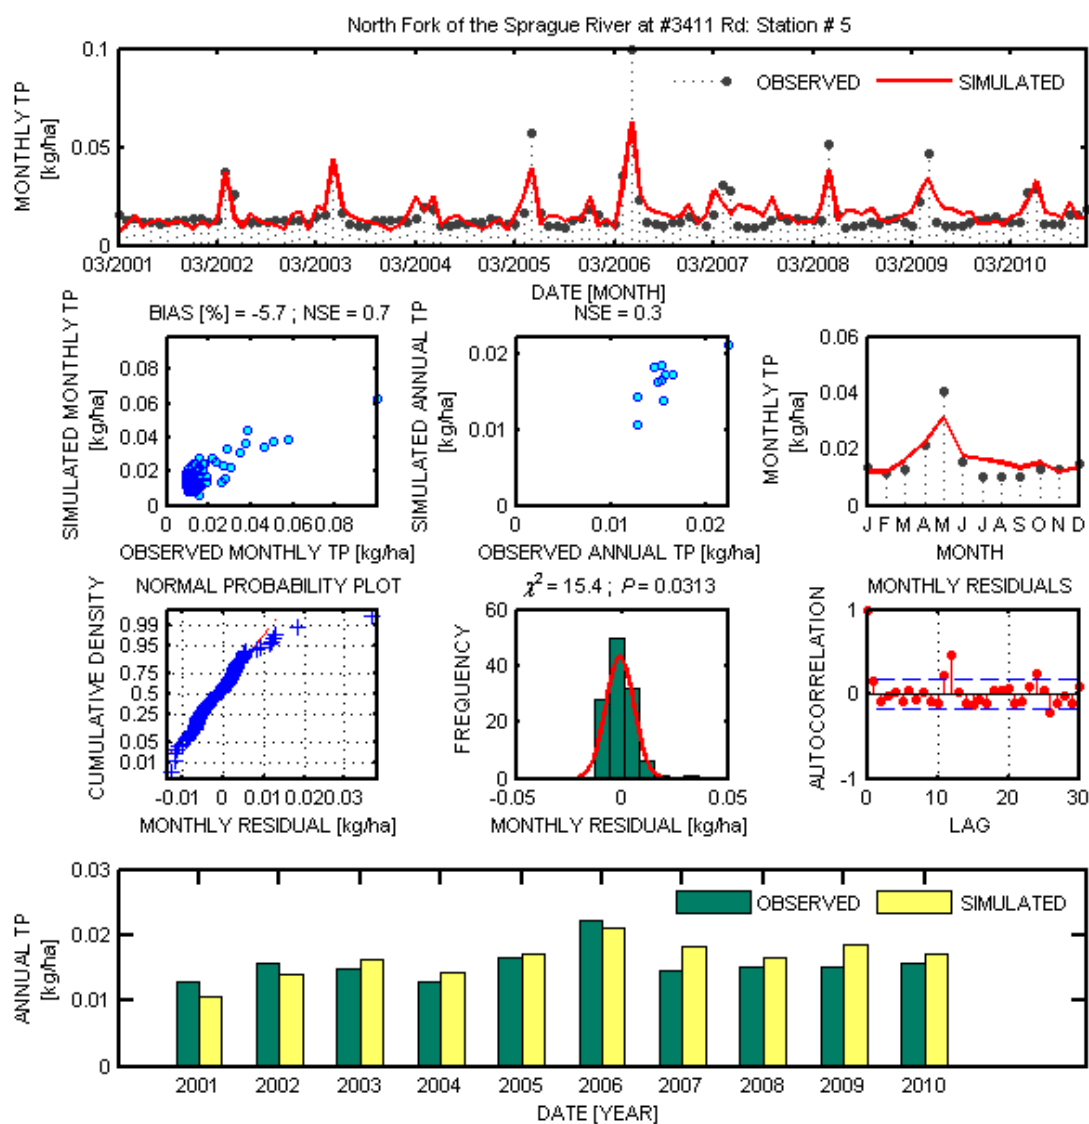 North Fork of the Sprague River at #3411 Rd: Station # 5
MONTHLY TP
[kg/ha]
0.1
0.05
0
OBSERVED
SIMULATED
03/2001 03/2002 03/2003 03/2004 03/2005 03/2006 03/2007 03/2008 03/2009 03/2010
DATE [MONTH]
BIAS [%] = -5.7 ; NSE = 0.7
SIMULATED MONTHLY TP
[kg/ha]
0.08
0.06
0.04
0.02
0
0 0.02 0.04 0.06 0.08
OBSERVED MONTHLY TP [kg/ha]
NSE = 0.3
SIMULATED ANNUAL TP
[kg/ha]
0.02
0.01
0
0 0.01 0.02
OBSERVED ANNUAL TP [kg/ha]
MONTHLY TP
[kg/ha]
0.06
0.04
0.02
0
J F M A M J J A S O N D
MONTH
NORMAL PROBABILITY PLOT
CUMULATIVE DENSITY
0.99
0.95
0.75
0.5
0.25
0.05
0.01
-0.01 0 0.01 0.02 0.03
MONTHLY RESIDUAL [kg/ha]
χ² = 15.4 ; P = 0.0313
FREQUENCY
60
40
20
0
-0.05 0 0.05
MONTHLY RESIDUAL [kg/ha]
MONTHLY RESIDUALS
AUTOCORRELATION
1
0
-1
0 10 20 30
LAG
ANNUAL TP
[kg/ha]
0.03
0.02
0.01
0
OBSERVED
SIMULATED
2001 2002 2003 2004 2005 2006 2007 2008 2009 2010
DATE [YEAR]